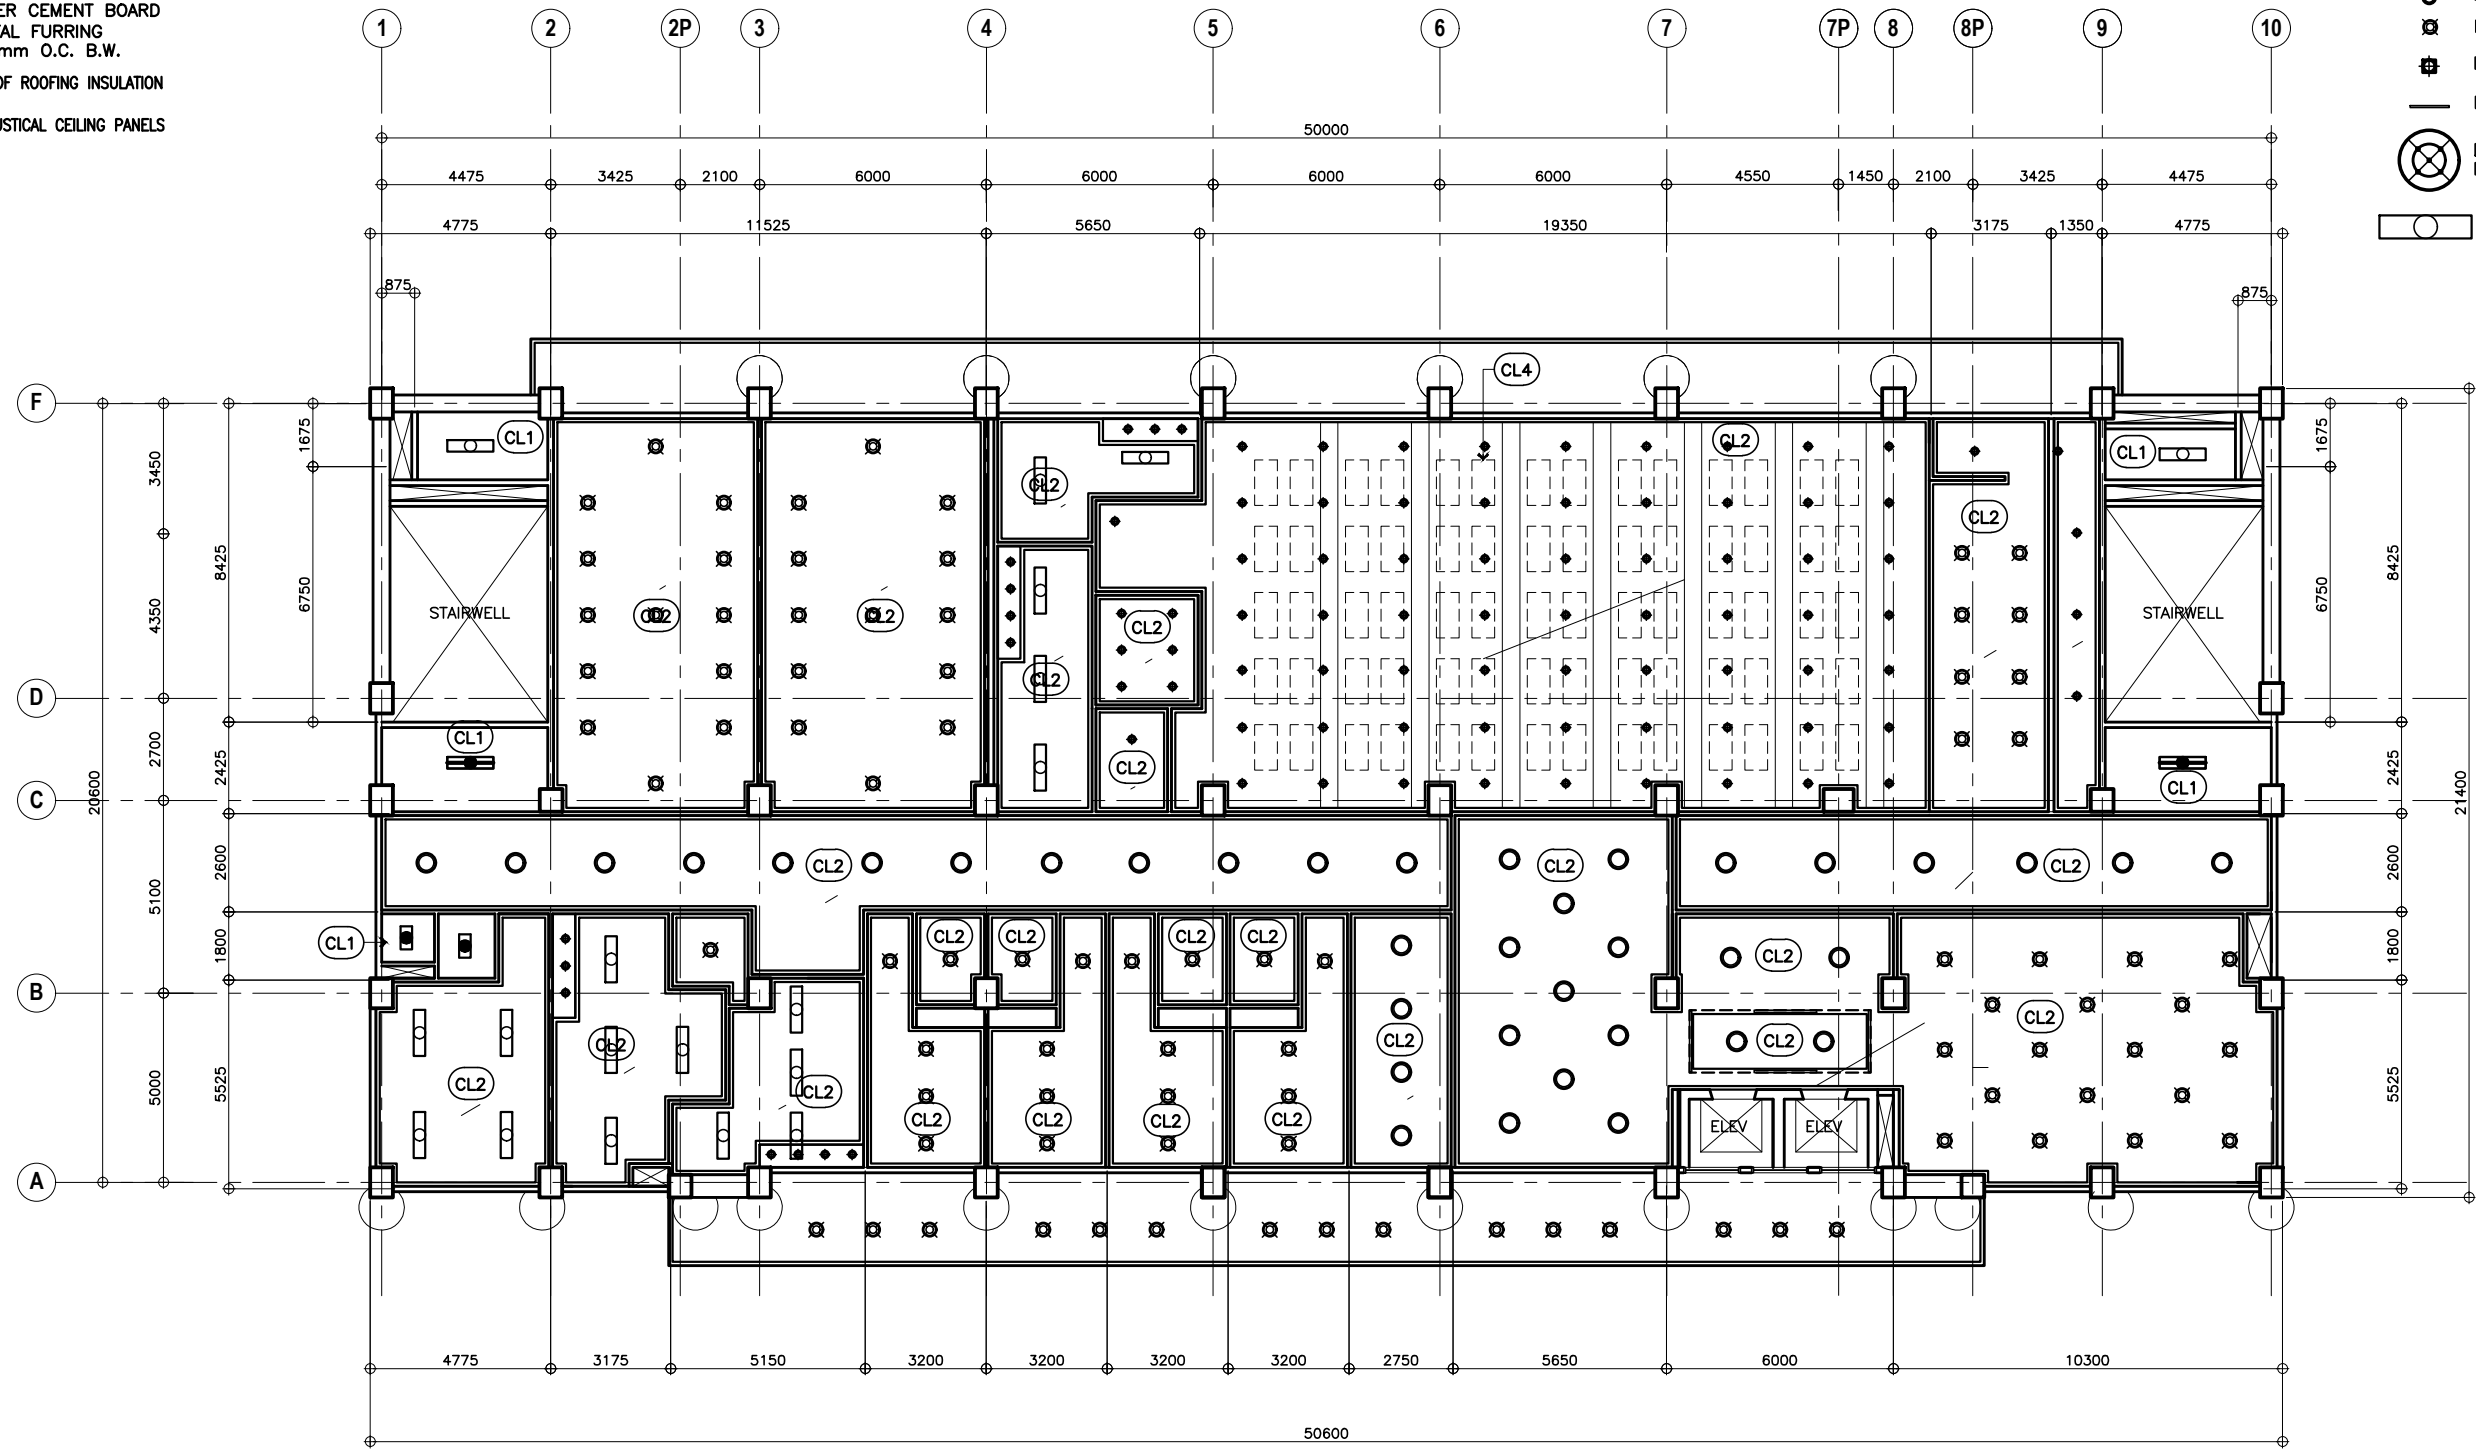 ER CEMENT BOARD
TAL FURRING
mm O.C. B.W.
OF ROOFING INSULATION
USTICAL CEILING PANELS
1 2 2P 3 4 5 6 7 7P 8 8P 9 10
50000
4475 3425 2100 6000 6000 6000 6000 4550 1450 2100 3425 4475
4775 11525 5650 19350 3175 1350 4775
875 875
CL4
F
CL1 CL2 CL1
1675 1675
3450
CL2
CL2
8425 8425
6750 6750
4350
STAIRWELL CL2 CL2 CL2 STAIRWELL
CL2
D
CL1
2700
CL2
2425 2425
CL1
20600 21400
C
2600 CL2 CL2 CL2 2600
5100
CL1 CL2 CL2 CL2 CL2 CL2
1800 1800
B
CL2 CL2 CL2 CL2 CL2
5000
5525 5525
CL2 CL2
CL2 CL2 CL2 CL2
ELEV ELEV
A
4775 3175 5150 3200 3200 3200 3200 2750 5650 6000 10300
50600